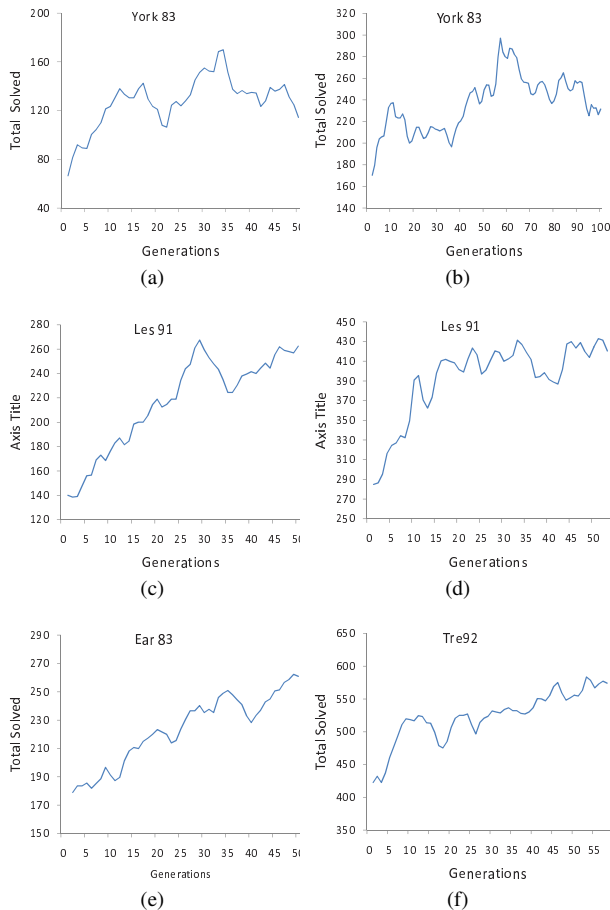 York 83
Total Solved
200
160
120
80
40
0 5 10 15 20 25 30 35 40 45 50
Generations
(a)
York 83
Total Solved
320
300
280
260
240
220
200
180
160
140
0 10 20 30 40 50 60 70 80 90 100
Generations
(b)
Les 91
Axis Title
280
260
240
220
200
180
160
140
120
0 5 10 15 20 25 30 35 40 45 50
Generations
(c)
Les 91
Axis Title
450
430
410
390
370
350
330
310
290
270
250
0 5 10 15 20 25 30 35 40 45 50
Generations
(d)
Ear 83
Total Solved
290
270
250
230
210
190
170
150
0 5 10 15 20 25 30 35 40 45 50
Generations
(e)
Tre92
Total Solved
650
600
550
500
450
400
350
0 5 10 15 20 25 30 35 40 45 50 55
Generations
(f)